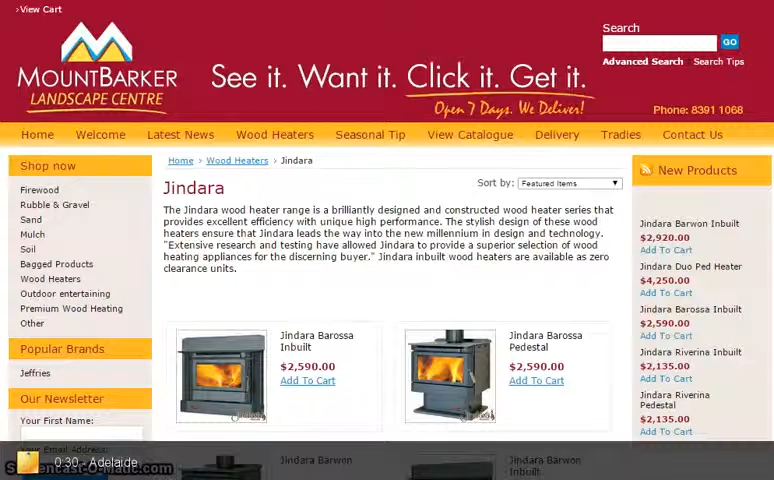 ›View Cart
MOUNTBARKER
LANDSCAPE CENTRE
See it. Want it. Click it. Get it.
Open 7 Days. We Deliver!
Search
GO
Advanced Search Search Tips
Phone: 8391 1068
Home Welcome Latest News Wood Heaters Seasonal Tip View Catalogue Delivery Tradies Contact Us
Shop now
Firewood
Rubble & Gravel
Sand
Mulch
Soil
Bagged Products
Wood Heaters
Outdoor entertaining
Premium Wood Heating
Other
Popular Brands
Jeffries
Our Newsletter
Your First Name:
Your Email Address:
Home › Wood Heaters › Jindara
Jindara
Sort by: Featured Items
The Jindara wood heater range is a brilliantly designed and constructed wood heater series that
provides excellent efficiency with unique high performance. The stylish design of these wood
heaters ensure that Jindara leads the way into the new millennium in design and technology.
"Extensive research and testing have allowed Jindara to provide a superior selection of wood
heating appliances for the discerning buyer." Jindara inbuilt wood heaters are available as zero
clearance units.
Jindara Barossa
Inbuilt
$2,590.00
Add To Cart
Jindara Barossa
Pedestal
$2,590.00
Add To Cart
Jindara Barwon
Jindara Barwon
Inbuilt
New Products
Jindara Barwon Inbuilt
$2,920.00
Add To Cart
Jindara Duo Ped Heater
$4,250.00
Add To Cart
Jindara Barossa Inbuilt
$2,590.00
Add To Cart
Jindara Riverina Inbuilt
$2,135.00
Add To Cart
Jindara Riverina
Pedestal
$2,135.00
Add To Cart
0:30 - Adelaide
Screencast-O-Matic.com